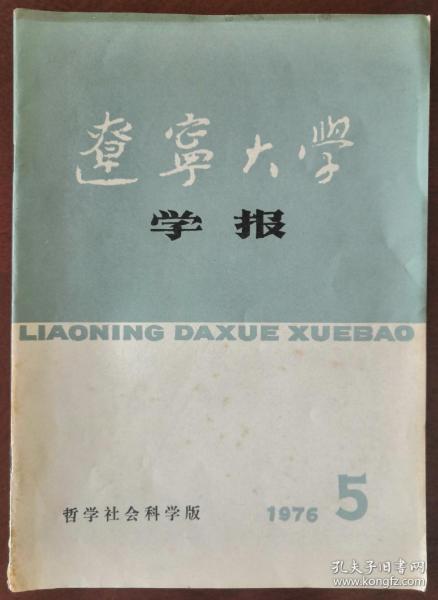 遼寧大學
学报
LIAONING DAXUE XUEBAO
哲学社会科学版
1976 5
孔夫子旧书网
www.kongfz.com